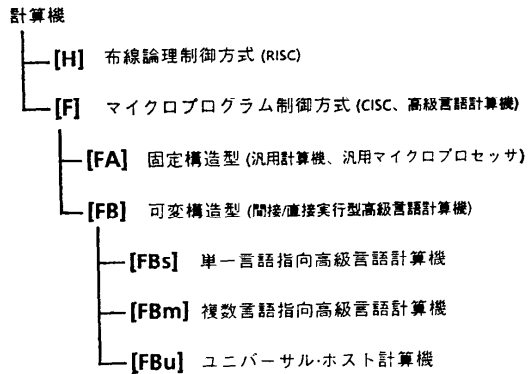 計算機
[H] 布線論理制御方式 (RISC)
[F] マイクロプログラム制御方式 (CISC、高級言語計算機)
[FA] 固定構造型 (汎用計算機、汎用マイクロプロセッサ)
[FB] 可変構造型 (間接/直接実行型高級言語計算機)
[FBs] 単一言語指向高級言語計算機
[FBm] 複数言語指向高級言語計算機
[FBu] ユニバーサル・ホスト計算機